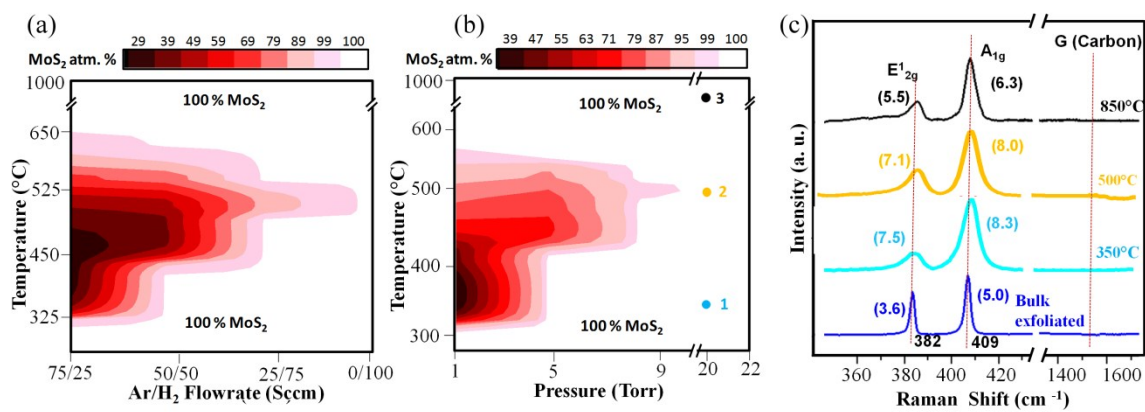 (a)
29 49 59 69 79 89 99 100
MoS2 atm. %
1000
650
525
450
325
Temperature (°C)
100 % MoS2
100 % MoS2
75/25 50/50 25/75 0/100
Ar/H2 Flowrate (Sccm)
(b)
39 47 55 63 71 79 87 95 99 100
MoS2 atm. %
1000
600
500
400
300
Temperature (°C)
100 % MoS2
3
2
1
100 % MoS2
1 5 9 20 22
Pressure (Torr)
(c)
G (Carbon)
A1g
E12g
(5.5) (6.3)
850°C
(7.1) (8.0)
500°C
(7.5) (8.3)
350°C
(3.6) (5.0)
Bulk
exfoliated
382 409
Intensity (a. u.)
360 380 400 420 1500 1600
Raman Shift (cm -1)